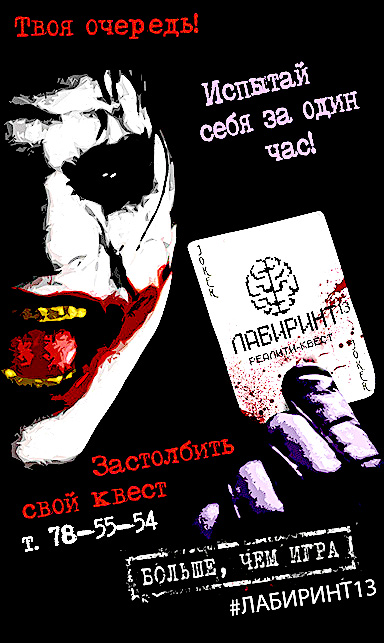 Твоя очередь!
Испытай
себя за один
час!
JOKER
ЛАБИРИНТ13
РЕАЛИТИ-КВЕСТ
JOKER
Застолбить
свой квест
т. 78-55-54
БОЛЬШЕ, ЧЕМ ИГРА
#ЛАБИРИНТ13